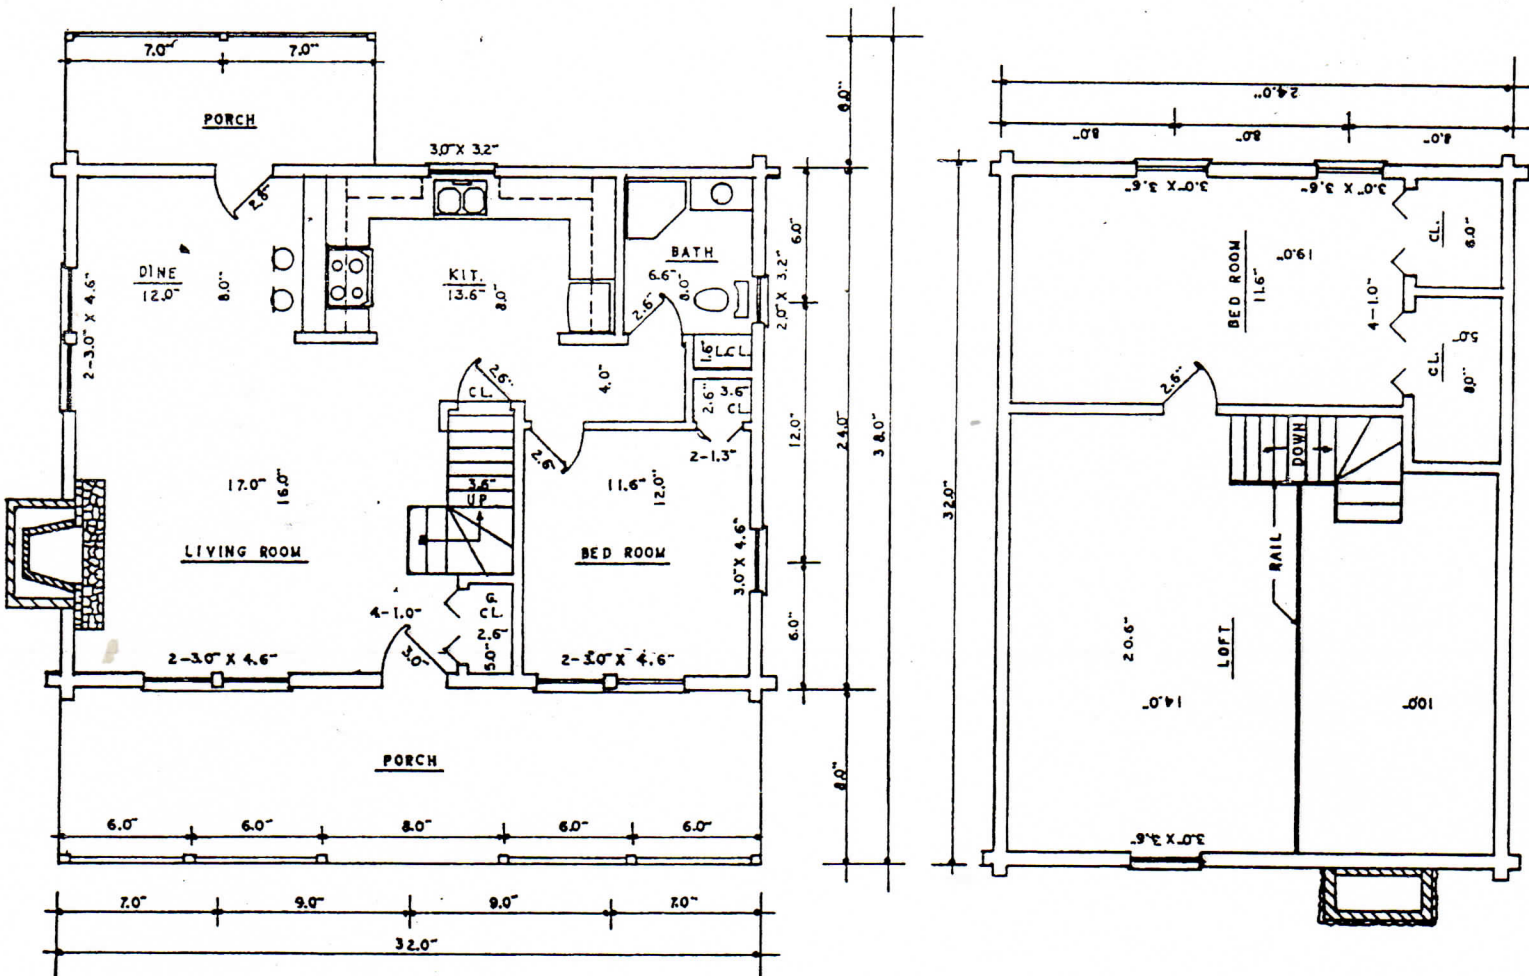 7.0" 7.0"
PORCH
3.0" X 3.2"
2.8"
DINE
12.0"
8.0"
KIT.
13.6"
8.0"
BATH
6.6"
8.0"
2.6"
2.0" X 3.2"
2-3.0" X 4.6"
1.6"
L.CL.
2.6"
3.6"
CL
2-1.3"
4.0"
2.6"
CL.
2.6"
17.0"
16.0"
LIVING ROOM
3.6"
UP
11.6"
12.0"
BED ROOM
3.0" X 4.6"
G.
CL.
2.6"
5.0"
4-1.0"
3.0"
2-3.0" X 4.6"
2-3.0" X 4.6"
PORCH
6.0" 6.0" 8.0" 6.0" 6.0"
7.0" 9.0" 9.0" 7.0"
32.0"
6.0"
12.0"
6.0"
24.0"
8.0"
38.0"
24.0"
8.0" 8.0" 8.0"
3.0" X 3.6" 3.0" X 3.6"
32.0"
BED ROOM
11.6"
19.0"
4-1.0"
CL.
6.0"
CL.
5.0"
8.0"
2.6"
DOWN
RAIL
LOFT
20.6"
14.0"
10.0"
3.0" X 3.6"